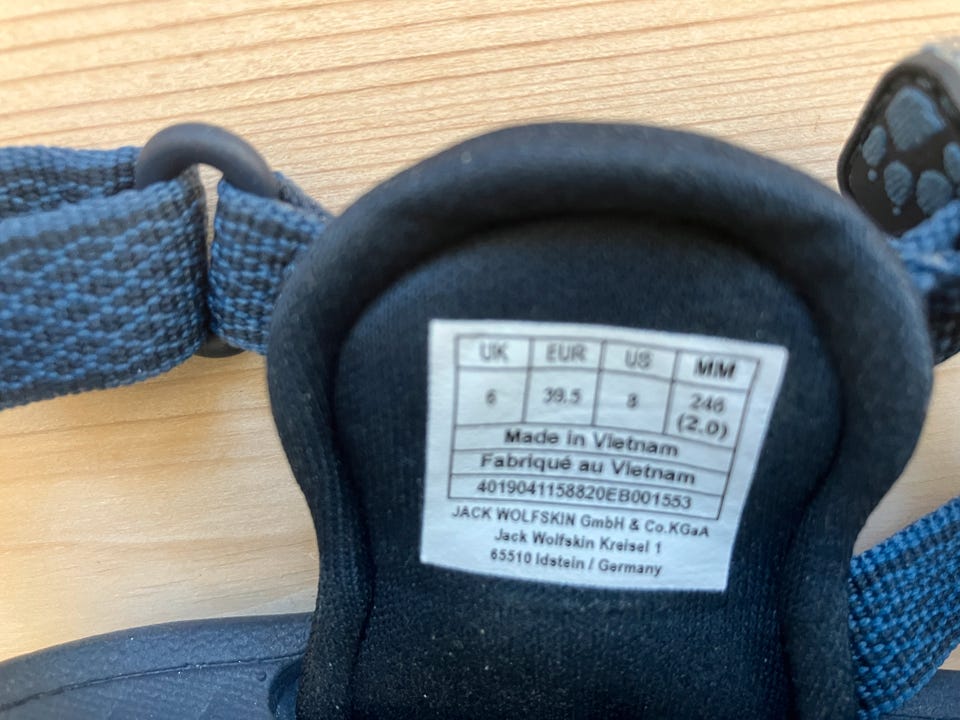 UK EUR US MM
6 39.5 8 246
(2.0)
Made in Vietnam
Fabriqué au Vietnam
4019041158820EB001553
JACK WOLFSKIN GmbH & Co.KGaA
Jack Wolfskin Kreisel 1
65510 Idstein / Germany